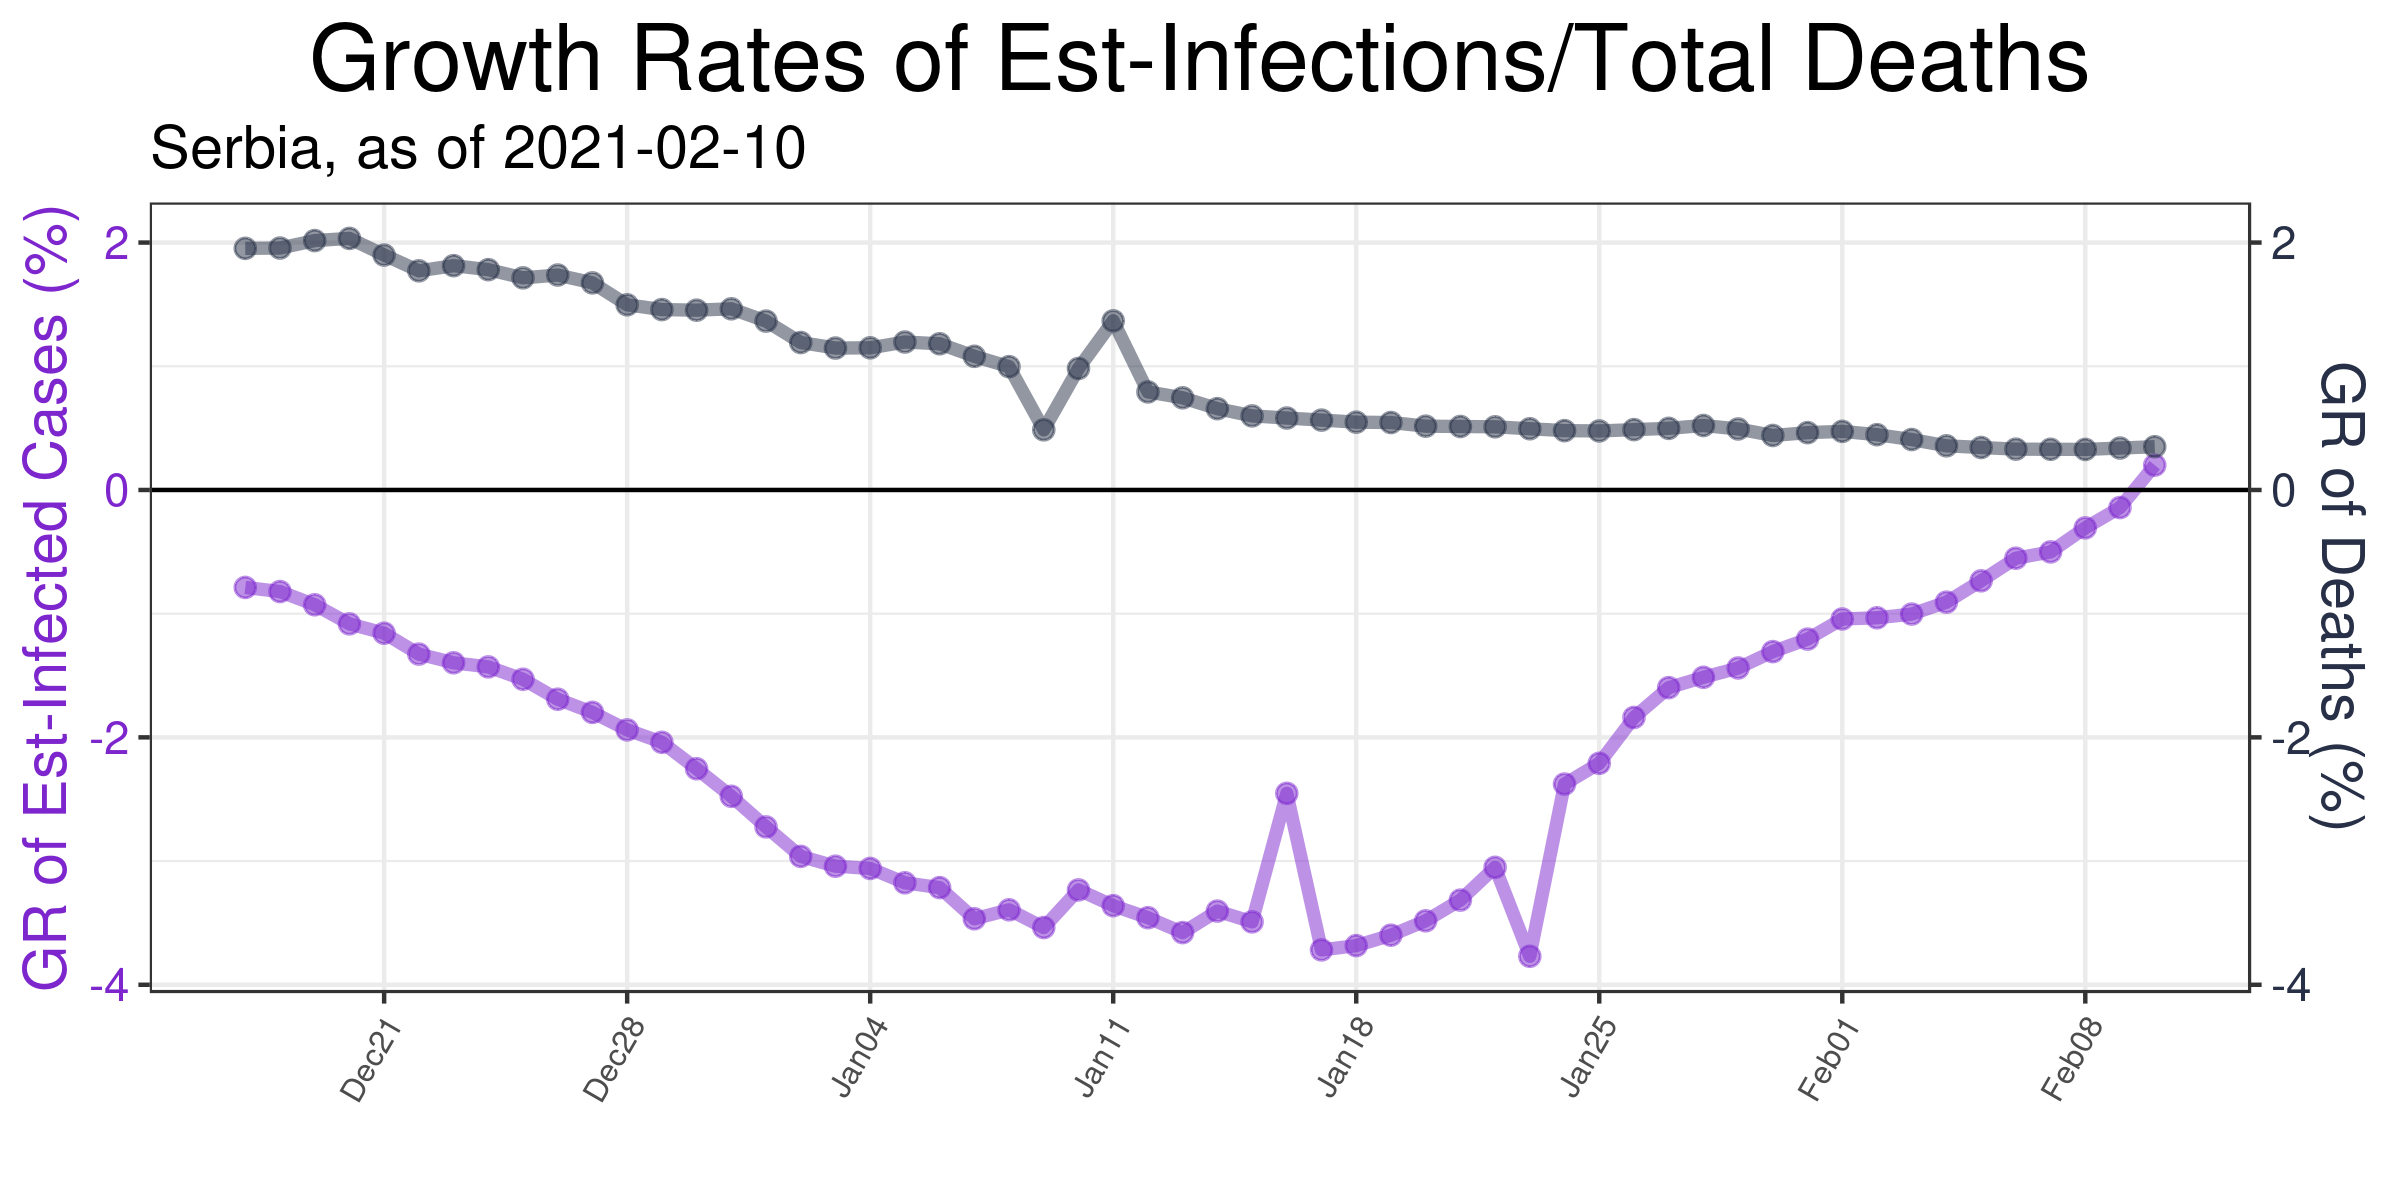 Growth Rates of Est-Infections/Total Deaths
Serbia, as of 2021-02-10
GR of Est-Infected Cases (%)
2
0
-2
-4
2
0
-2
-4
GR of Deaths (%)
Dec21
Dec28
Jan04
Jan11
Jan18
Jan25
Feb01
Feb08